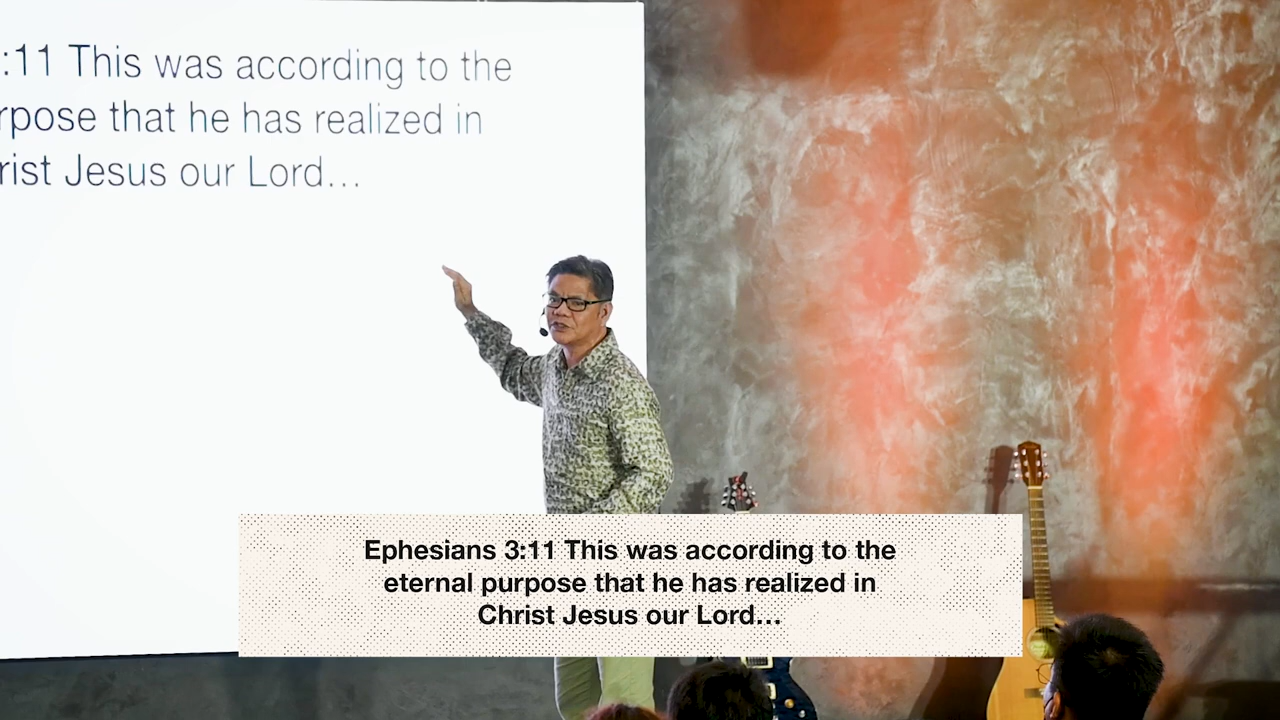 :11 This was according to the
rpose that he has realized in
rist Jesus our Lord...
Ephesians 3:11 This was according to the
eternal purpose that he has realized in
Christ Jesus our Lord...